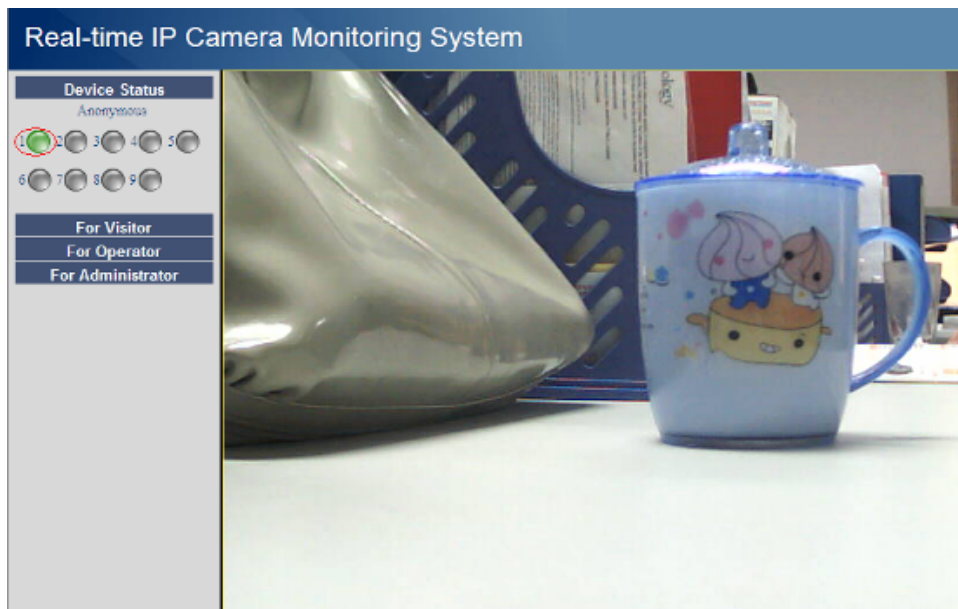 Real-time IP Camera Monitoring System
Device Status
Anonymous
1 2 3 4 5
6 7 8 9
For Visitor
For Operator
For Administrator
ology